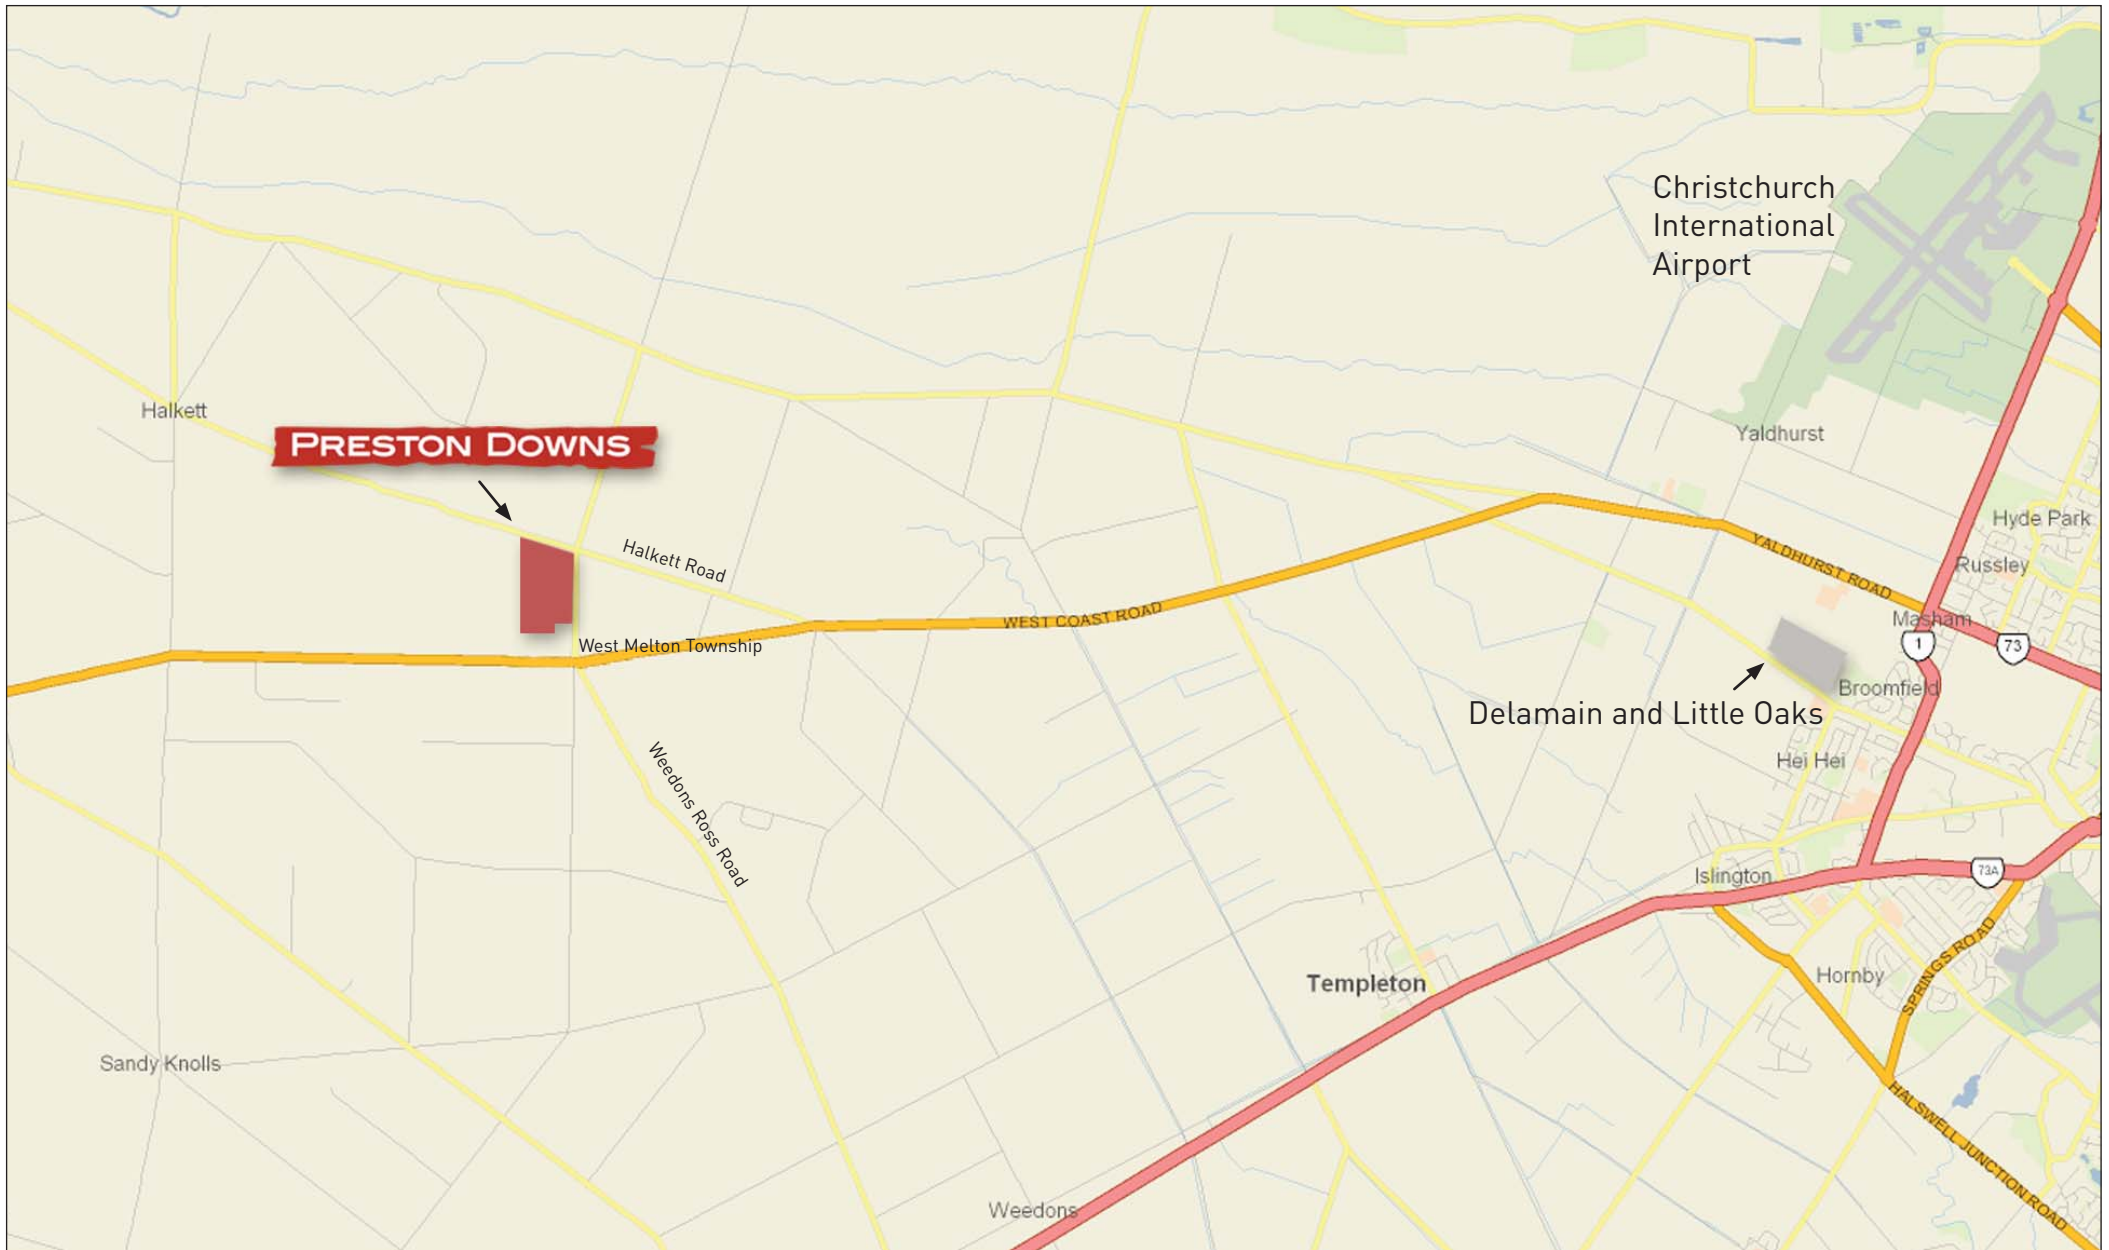 Christchurch
International
Airport
Halkett
PRESTON DOWNS
Yaldhurst
Hyde Park
Halkett Road
YALDHURST ROAD
Russley
WEST COAST ROAD
Masham
1
73
West Melton Township
Broomfield
Delamain and Little Oaks
Hei Hei
Weedons Ross Road
Islington
73A
Templeton
Hornby
SPRINGS ROAD
Sandy Knolls
HALSWELL JUNCTION ROAD
Weedons